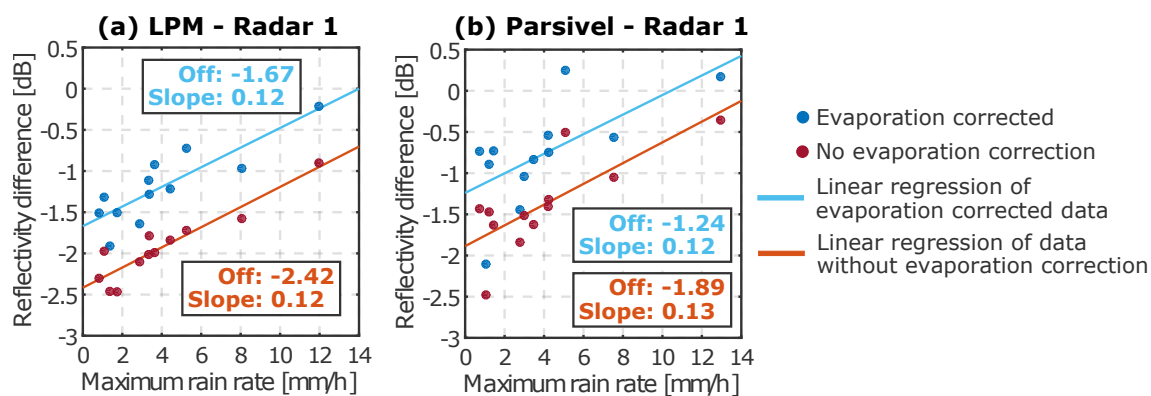 (a) LPM - Radar 1
Reflectivity difference [dB]
0.5
0
-0.5
-1
-1.5
-2
-2.5
-3
Off: -1.67
Slope: 0.12
Off: -2.42
Slope: 0.12
0 2 4 6 8 10 12 14
Maximum rain rate [mm/h]
(b) Parsivel - Radar 1
Reflectivity difference [dB]
0.5
0
-0.5
-1
-1.5
-2
-2.5
-3
Off: -1.24
Slope: 0.12
Off: -1.89
Slope: 0.13
0 2 4 6 8 10 12 14
Maximum rain rate [mm/h]
Evaporation corrected
No evaporation correction
Linear regression of
evaporation corrected data
Linear regression of data
without evaporation correction